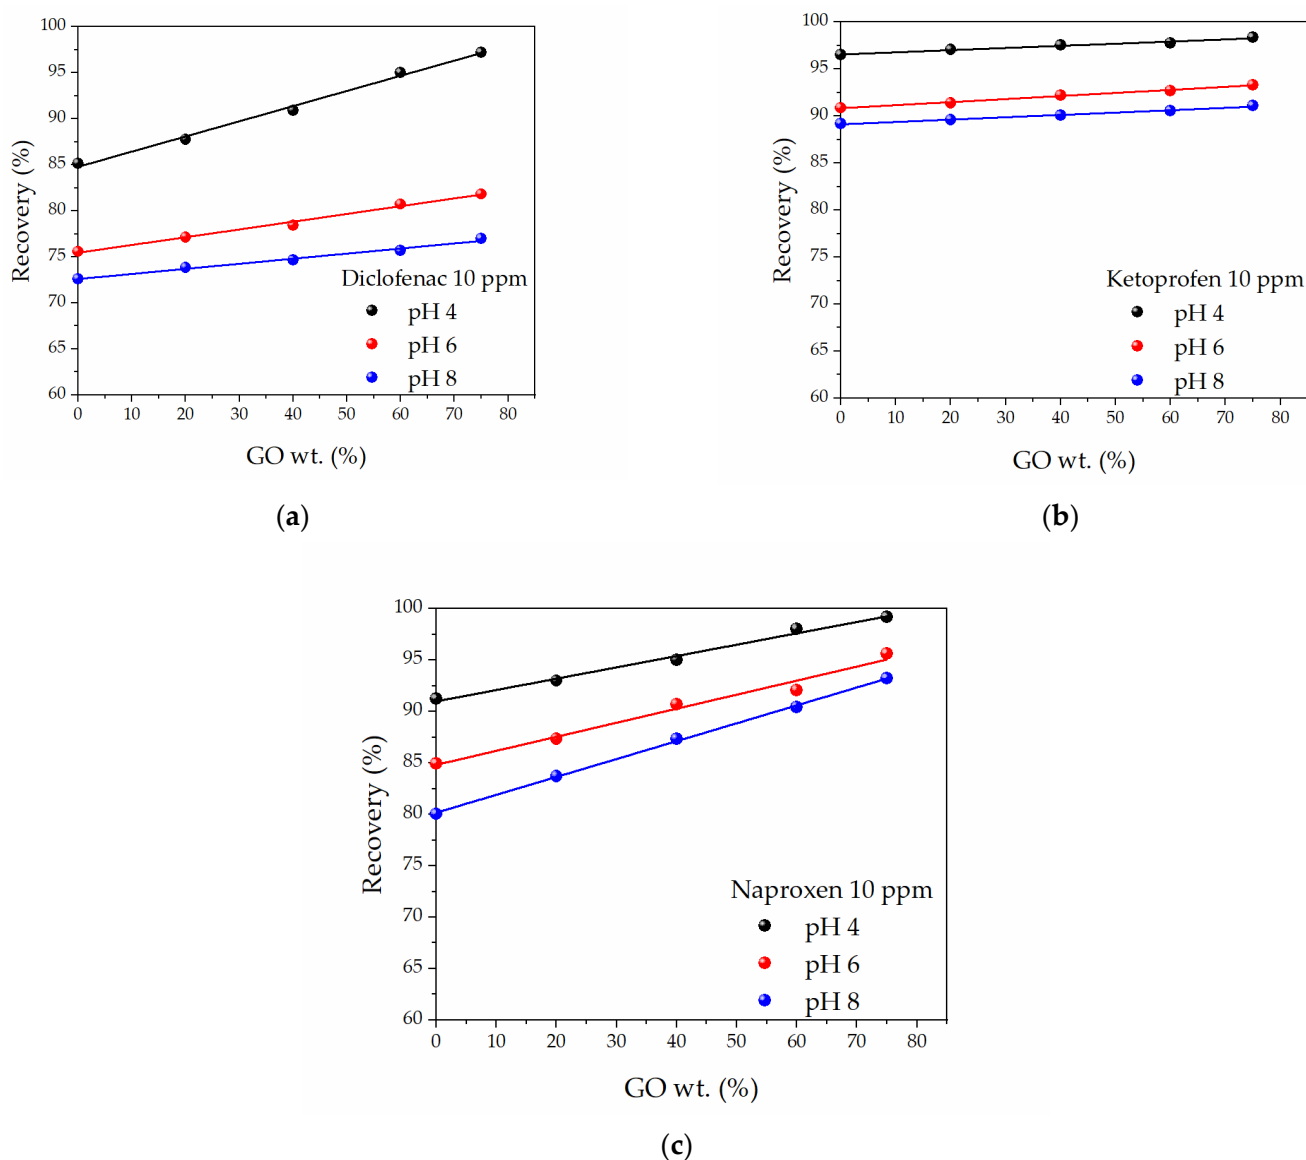 100
95
90
85
80
75
70
65
60
Recovery (%)
Diclofenac 10 ppm
pH 4
pH 6
pH 8
0 10 20 30 40 50 60 70 80
GO wt. (%)
(a)
100
95
90
85
80
75
70
65
60
Recovery (%)
Ketoprofen 10 ppm
pH 4
pH 6
pH 8
0 10 20 30 40 50 60 70 80
GO wt. (%)
(b)
100
95
90
85
80
75
70
65
60
Recovery (%)
Naproxen 10 ppm
pH 4
pH 6
pH 8
0 10 20 30 40 50 60 70 80
GO wt. (%)
(c)